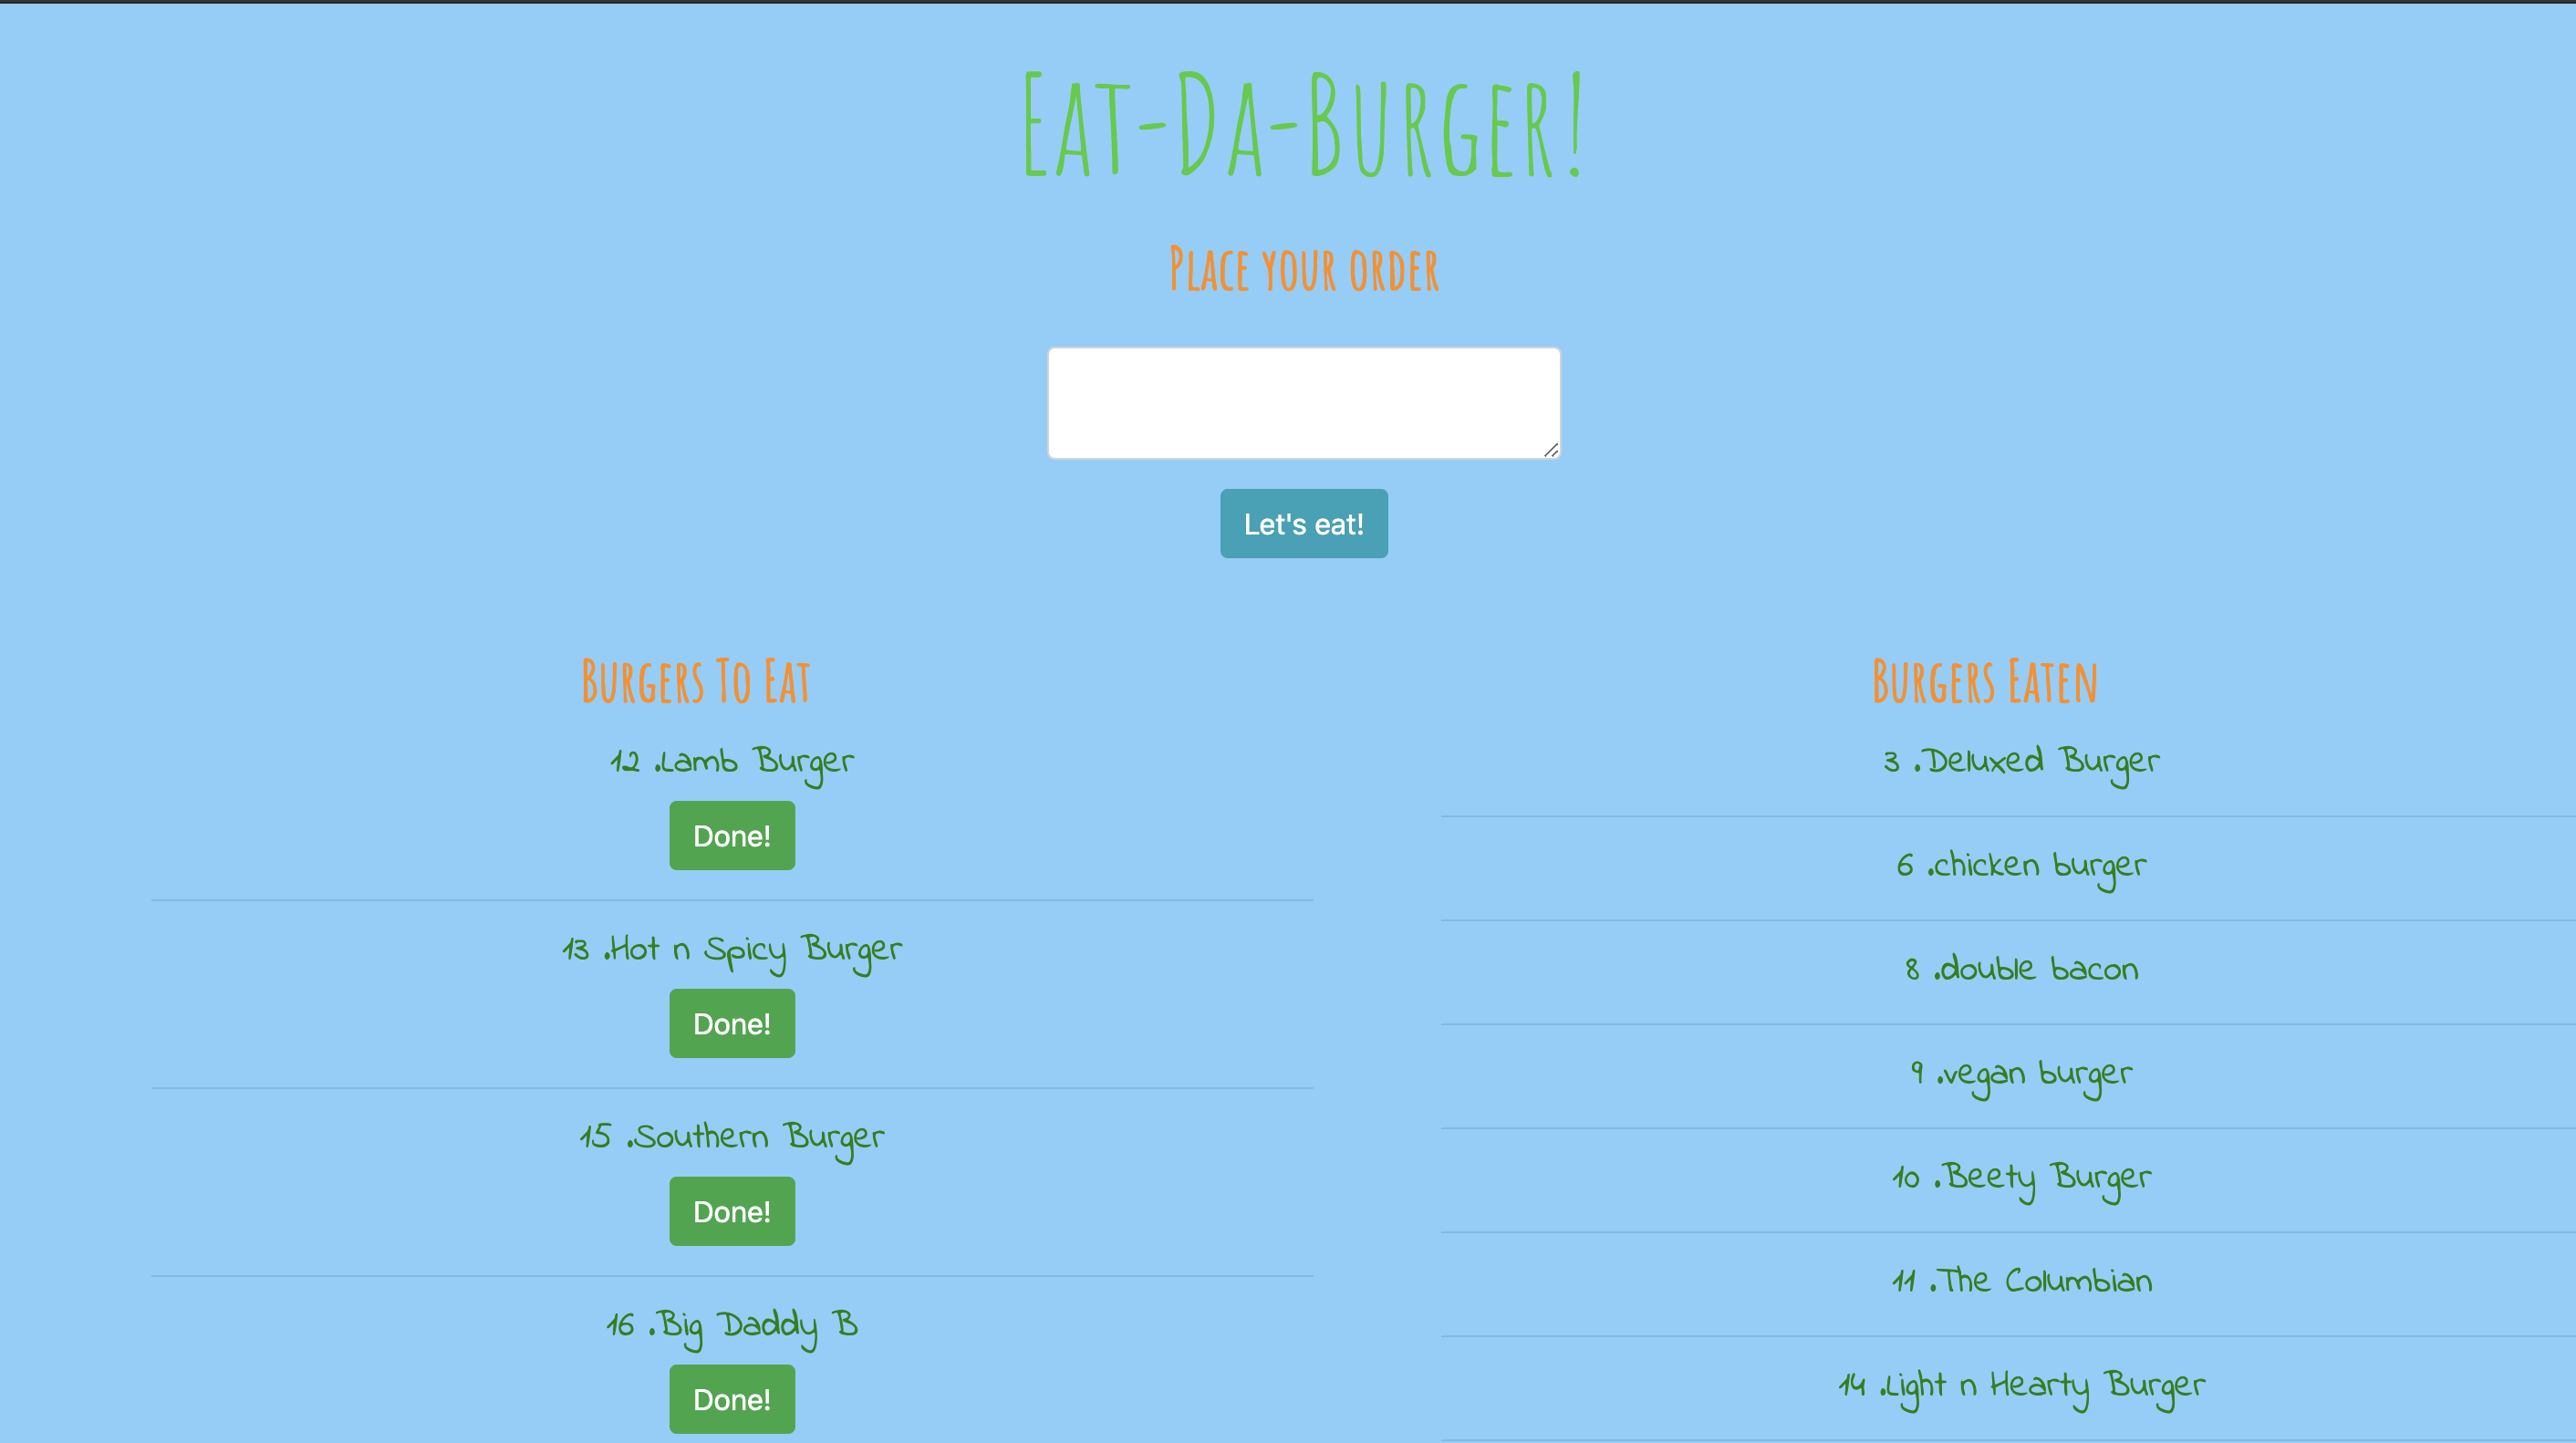 Eat-Da-Burger!
Place your order
Let's eat!
Burgers To Eat
12 .Lamb Burger
Done!
13 .Hot n Spicy Burger
Done!
15 .Southern Burger
Done!
16 .Big Daddy B
Done!
Burgers Eaten
3 .Deluxed Burger
6 .chicken burger
8 .double bacon
9 .vegan burger
10 .Beety Burger
11 .The Columbian
14 .Light n Hearty Burger